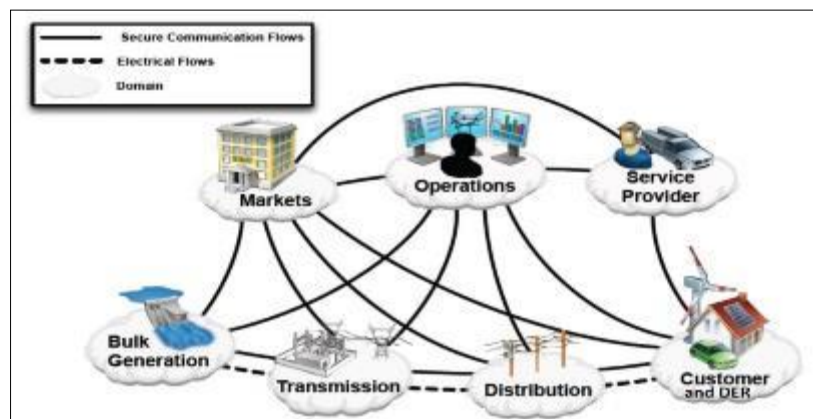 Secure Communication Flows
Electrical Flows
Domain
Markets
Operations
Service
Provider
Bulk
Generation
Transmission
Distribution
Customer
and DER